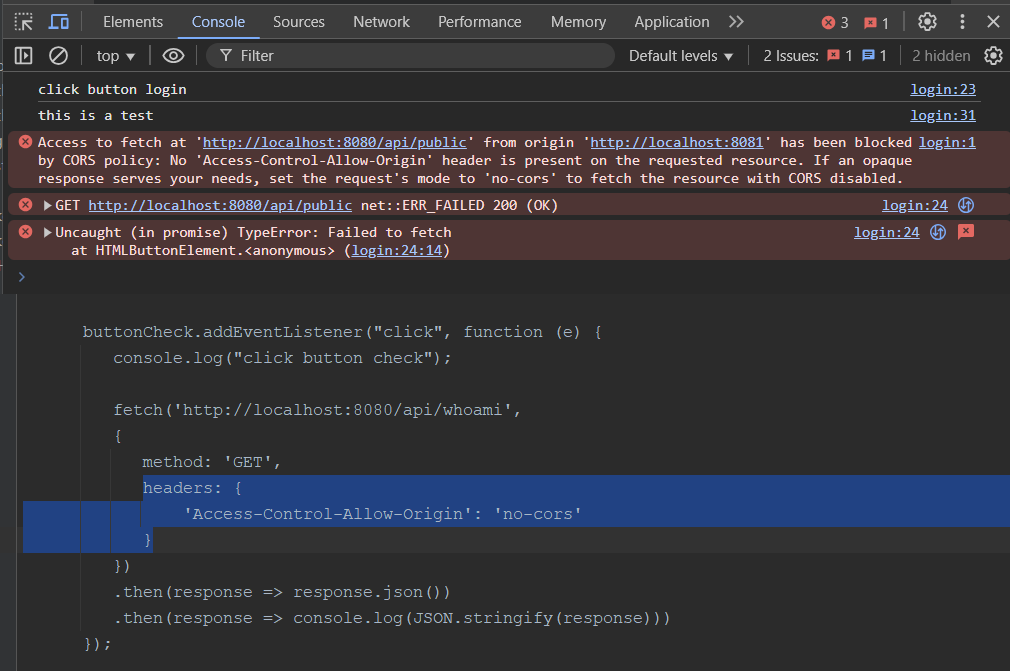 Elements Console Sources Network Performance Memory Application 3 1
top Filter Default levels 2 Issues: 1 1 2 hidden
click button login login:23
this is a test login:31
Access to fetch at 'http://localhost:8080/api/public' from origin 'http://localhost:8081' has been blocked login:1
by CORS policy: No 'Access-Control-Allow-Origin' header is present on the requested resource. If an opaque
response serves your needs, set the request's mode to 'no-cors' to fetch the resource with CORS disabled.
GET http://localhost:8080/api/public net::ERR_FAILED 200 (OK) login:24
Uncaught (in promise) TypeError: Failed to fetch login:24
at HTMLButtonElement.<anonymous> (login:24:14)
buttonCheck.addEventListener("click", function (e) {
console.log("click button check");
fetch('http://localhost:8080/api/whoami',
{
method: 'GET',
headers: {
'Access-Control-Allow-Origin': 'no-cors'
}
})
.then(response => response.json())
.then(response => console.log(JSON.stringify(response)))
});